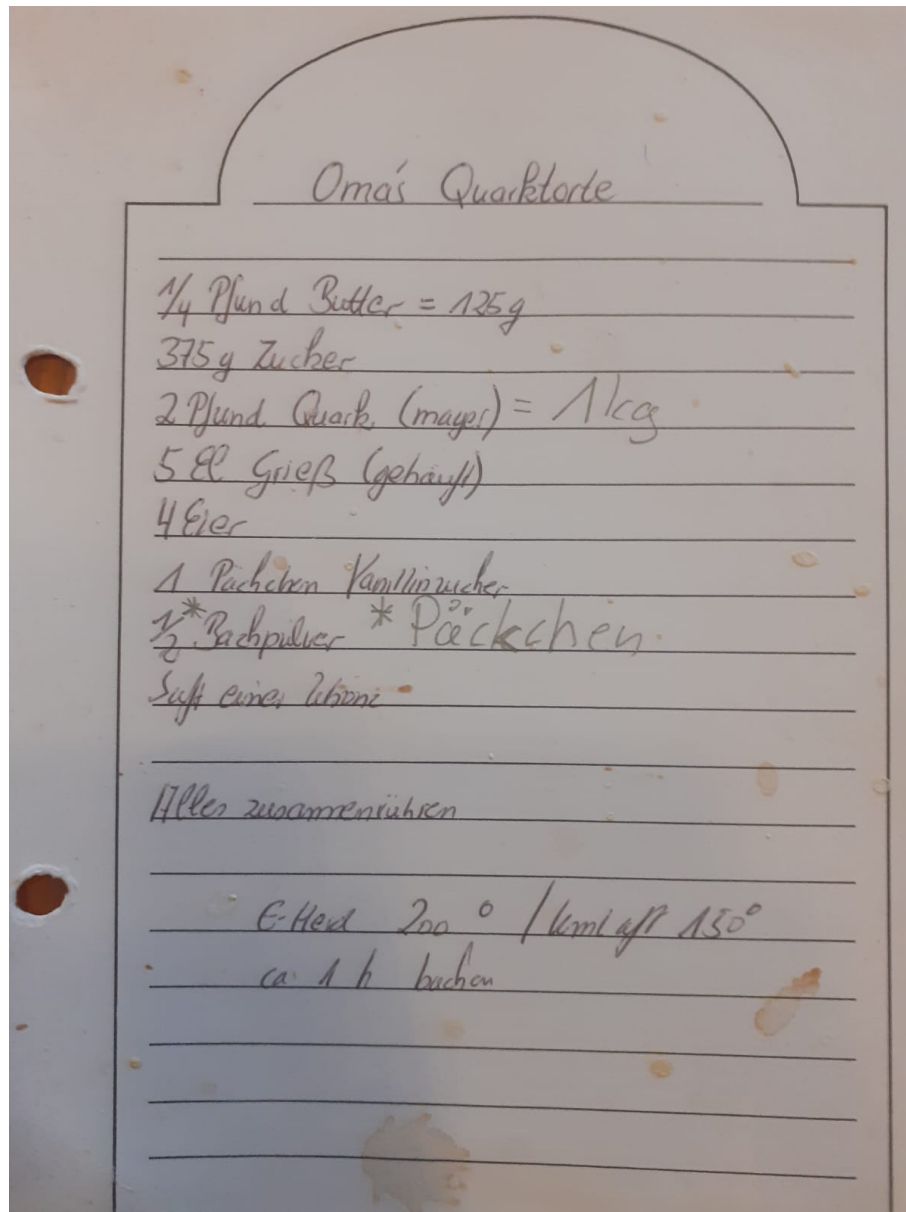 Oma's Quarktorte
1/4 Pfund Butter = 125g
375g Zucker
2 Pfund Quark (mager) = 1kg
5 El Grieß (gehäuft)
4 Eier
1 Päckchen Vanillinzucker
1/2 * Backpulver * Päckchen
Saft einer Zitrone
Alles zusammenrühren
E-Herd 200° / Umluft 150°
ca. 1 h backen